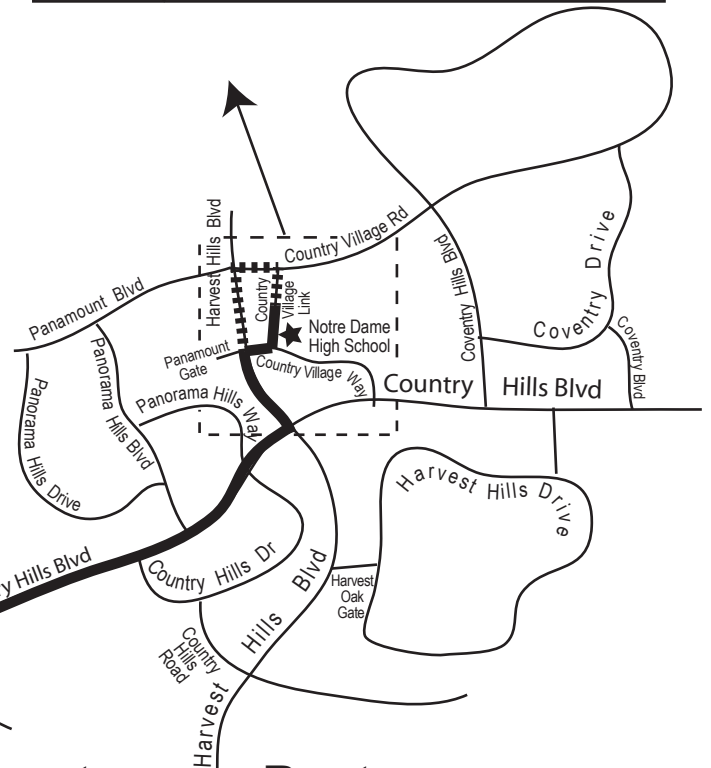 Harvest Hills Blvd
Country Village Rd
Panamount Blvd
Country
Village
Link
Coventry Hills Blvd
Coventry Drive
Coventry Blvd
Notre Dame
High School
Panamount
Gate
Country Village Way
Country Hills Blvd
Panorama Hills Way
Panorama Hills Blvd
Panorama Hills Drive
Harvest Hills Drive
y Hills Blvd
Country Hills Dr
Harvest
Oak
Gate
Country
Hills
Road
Harvest Hills Blvd